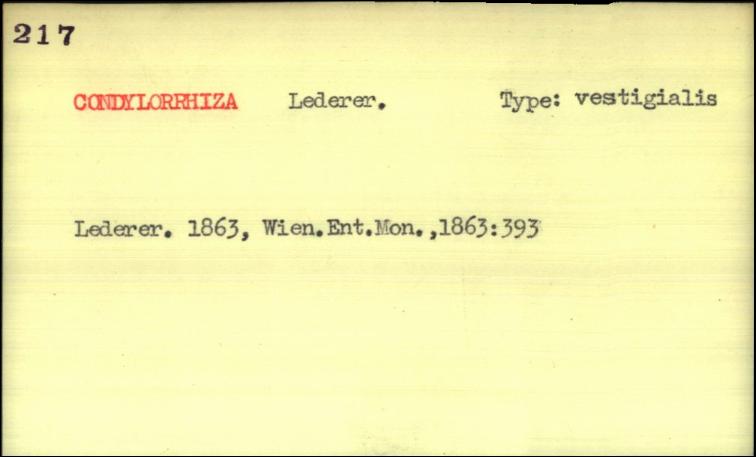 217
CONDYLORRHIZA Lederer. Type: vestigialis
Lederer. 1863, Wien.Ent.Mon.,1863:393